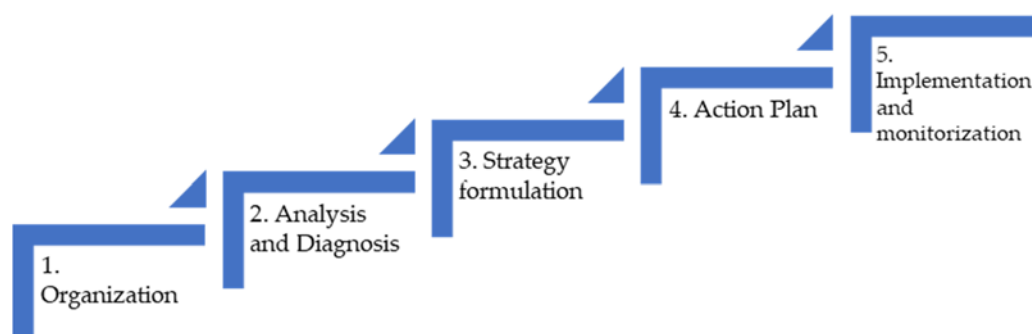 1.
Organization
2. Analysis
and Diagnosis
3. Strategy
formulation
4. Action Plan
5.
Implementation
and
monitorization